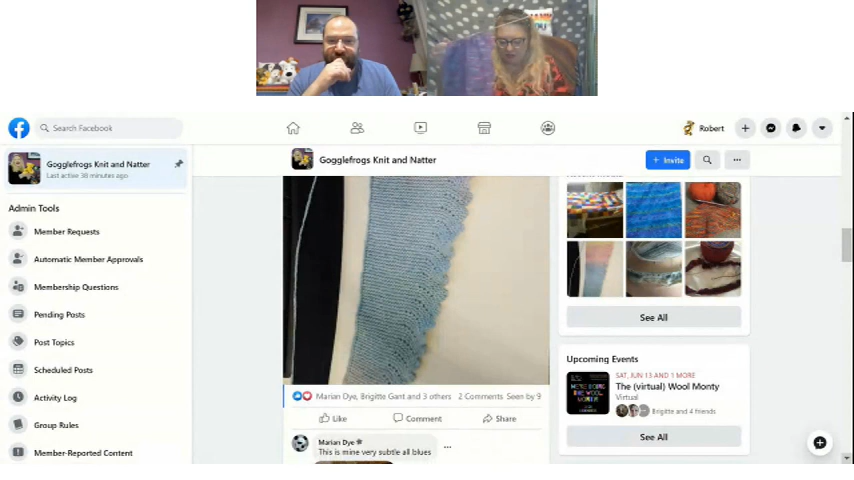 Search Facebook
Robert
Gogglefrogs Knit and Natter
Last active 38 minutes ago
Gogglefrogs Knit and Natter
+ Invite
Admin Tools
Member Requests
Automatic Member Approvals
Membership Questions
Pending Posts
Post Topics
Scheduled Posts
Activity Log
Group Rules
Member-Reported Content
Marian Dye, Brigitte Gant and 3 others 2 Comments Seen by 9
Like Comment Share
Marian Dye
This is mine very subtle all blues
See All
Upcoming Events
SAT, JUN 13 AND 1 MORE
The (virtual) Wool Monty
Virtual
Brigitte and 4 friends
See All